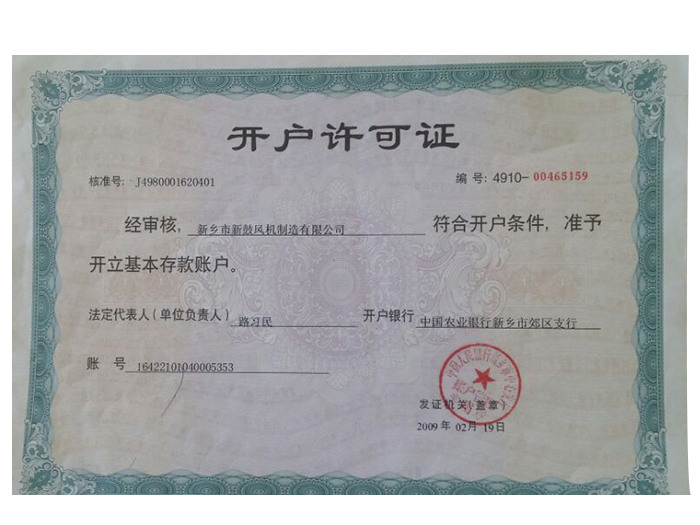 开户许可证
核准号: J4980001620401 编号: 4910-00465159
经审核, 新乡市新鼓风机制造有限公司 符合开户条件, 准予
开立基本存款账户。
法定代表人(单位负责人) 路习民 开户银行 中国农业银行新乡市郊区支行
账 号 16422101040005353
发证机关(盖章)
2009 年 02 月 19 日